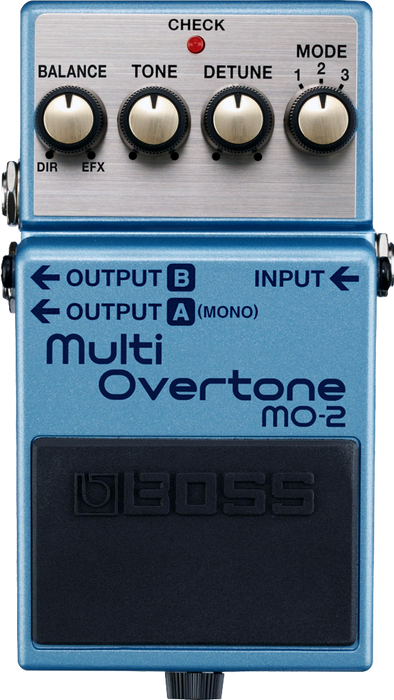 CHECK
BALANCE TONE DETUNE MODE
1 2 3
DIR EFX
OUTPUT B INPUT
OUTPUT A (MONO)
Multi
Overtone
MO-2
BOSS